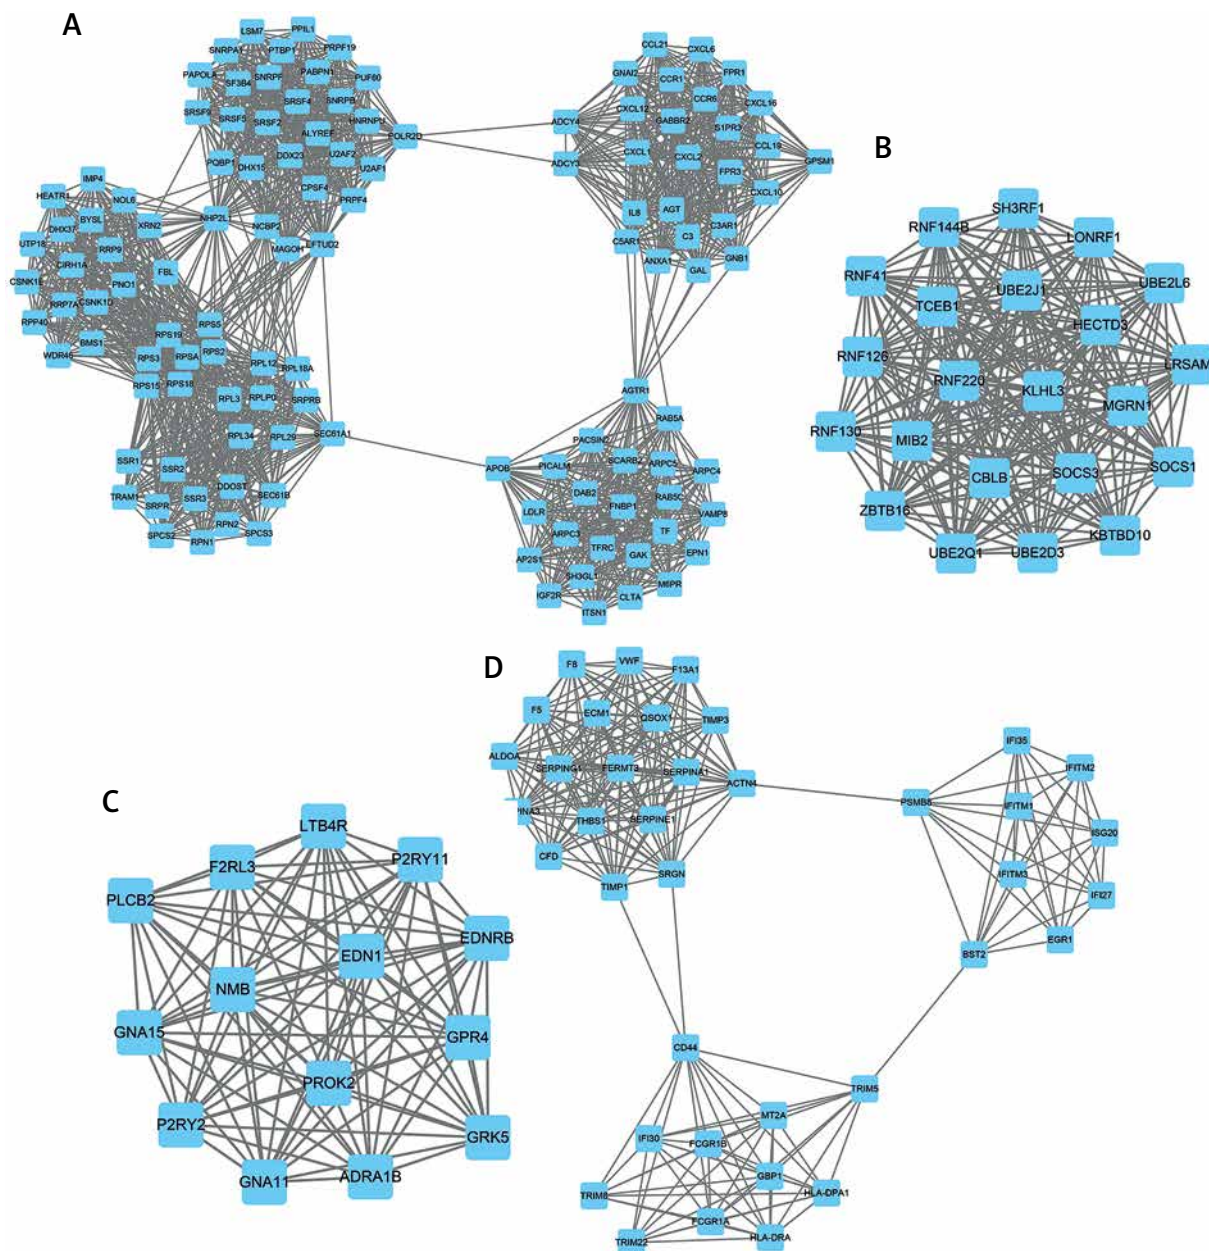 A
LSM7
PPIL1
SNRPA1
PTBP1
PRPF19
PAPOLA
SF3B4
SNRPF
PABPN1
PUF60
SRSF4
SNRPB
SRSF9
SRSF5
SRSF2
HNRNPU
ALYREF
POLR2D
DDX23
U2AF2
PQBP1
DHX15
U2AF1
CPSF4
PRPF4
NHP2L1
NCBP2
MAGOH
EFTUD2
IMP4
HEATR1
NOL6
DHX37
BYSL
XRN2
UTP18
RRP9
CIRH1A
FBL
CSNK1E
PNO1
RRP7A
CSNK1D
RPP40
BMS1
WDR46
RPS19
RPS5
RPS3
RPSA
RPS2
RPS15
RPS18
RPL12
RPL18A
RPL3
RPLP0
SRPRB
RPL34
RPL29
SEC61A1
SSR1
SSR2
DDOST
TRAM1
SSR3
SEC61B
SRPR
RPN2
SPCS2
RPN1
SPCS3
CCL21
CXCL6
GNAI2
CCR1
FPR1
CXCL12
CCR6
CXCL16
ADCY4
GABBR2
S1PR3
CXCL1
CCL19
ADCY3
CXCL2
GPSM1
FPR3
CXCL10
IL8
AGT
C3AR1
C5AR1
C3
ANXA1
GAL
GNB1
AGTR1
RAB5A
PACSIN2
APOB
PICALM
SCARB2
ARPC5
ARPC4
DAB2
RAB5C
LDLR
FNBP1
VAMP8
ARPC3
TF
AP2S1
TFRC
GAK
EPN1
SH3GL1
M6PR
IGF2R
CLTA
ITSN1
B
SH3RF1
RNF144B
LONRF1
RNF41
UBE2J1
UBE2L6
TCEB1
HECTD3
RNF126
LRSAM
RNF220
KLHL3
MGRN1
RNF130
MIB2
SOCS1
CBLB
SOCS3
ZBTB16
KBTBD10
UBE2Q1
UBE2D3
C
LTB4R
F2RL3
P2RY11
PLCB2
EDNRB
EDN1
NMB
GNA15
GPR4
PROK2
P2RY2
GRK5
GNA11
ADRA1B
D
F8
VWF
F13A1
F5
ECM1
QSOX1
TIMP3
ALDOA
SERPING1
FERMT3
SERPINA1
ACTN4
INA3
THBS1
SERPINE1
CFD
SRGN
TIMP1
IFI35
IFITM2
PSMB8
IFITM1
ISG20
IFITM3
IFI27
EGR1
BST2
CD44
TRIM5
MT2A
IFI30
FCGR1B
GBP1
TRIM8
HLA-DPA1
FCGR1A
TRIM22
HLA-DRA